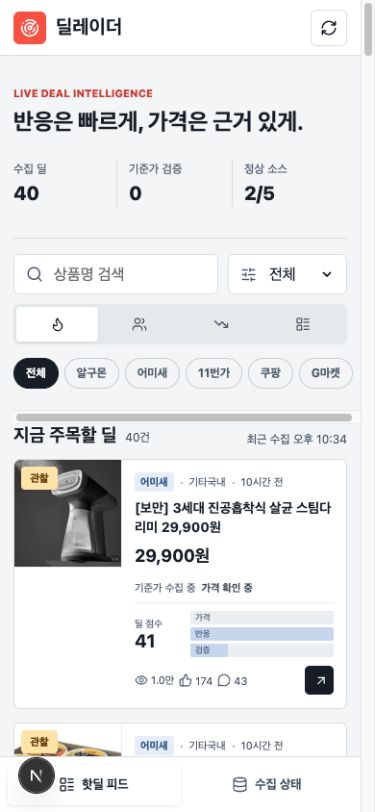 딜레이더
LIVE DEAL INTELLIGENCE
반응은 빠르게, 가격은 근거 있게.
수집 딜
기준가 검증
정상 소스
40
0
2/5
상품명 검색
전체
전체
알구몬
어미새
11번가
쿠팡
G마켓
지금 주목할 딜 40건
최근 수집 오후 10:34
관찰
어미새 · 기타국내 · 10시간 전
[보만] 3세대 진공흡착식 살균 스팀다
리미 29,900원
29,900원
기준가 수집 중 가격 확인 중
딜 점수
41
가격
반응
검증
1.0만 174 43
관찰
어미새 · 기타국내 · 10시간 전
N
핫딜 피드
수집 상태